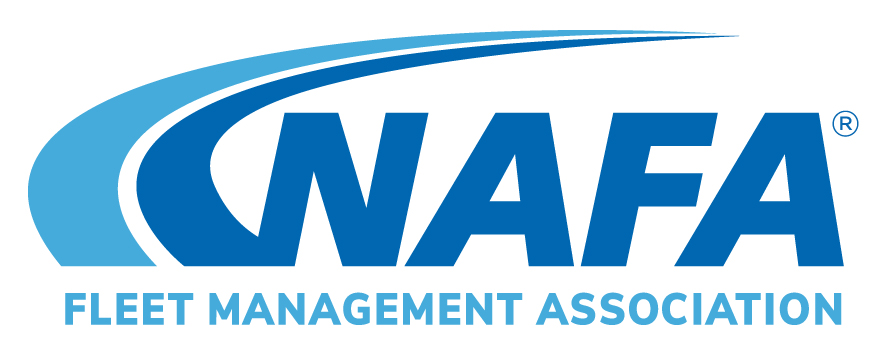 NAFA®
FLEET MANAGEMENT ASSOCIATION